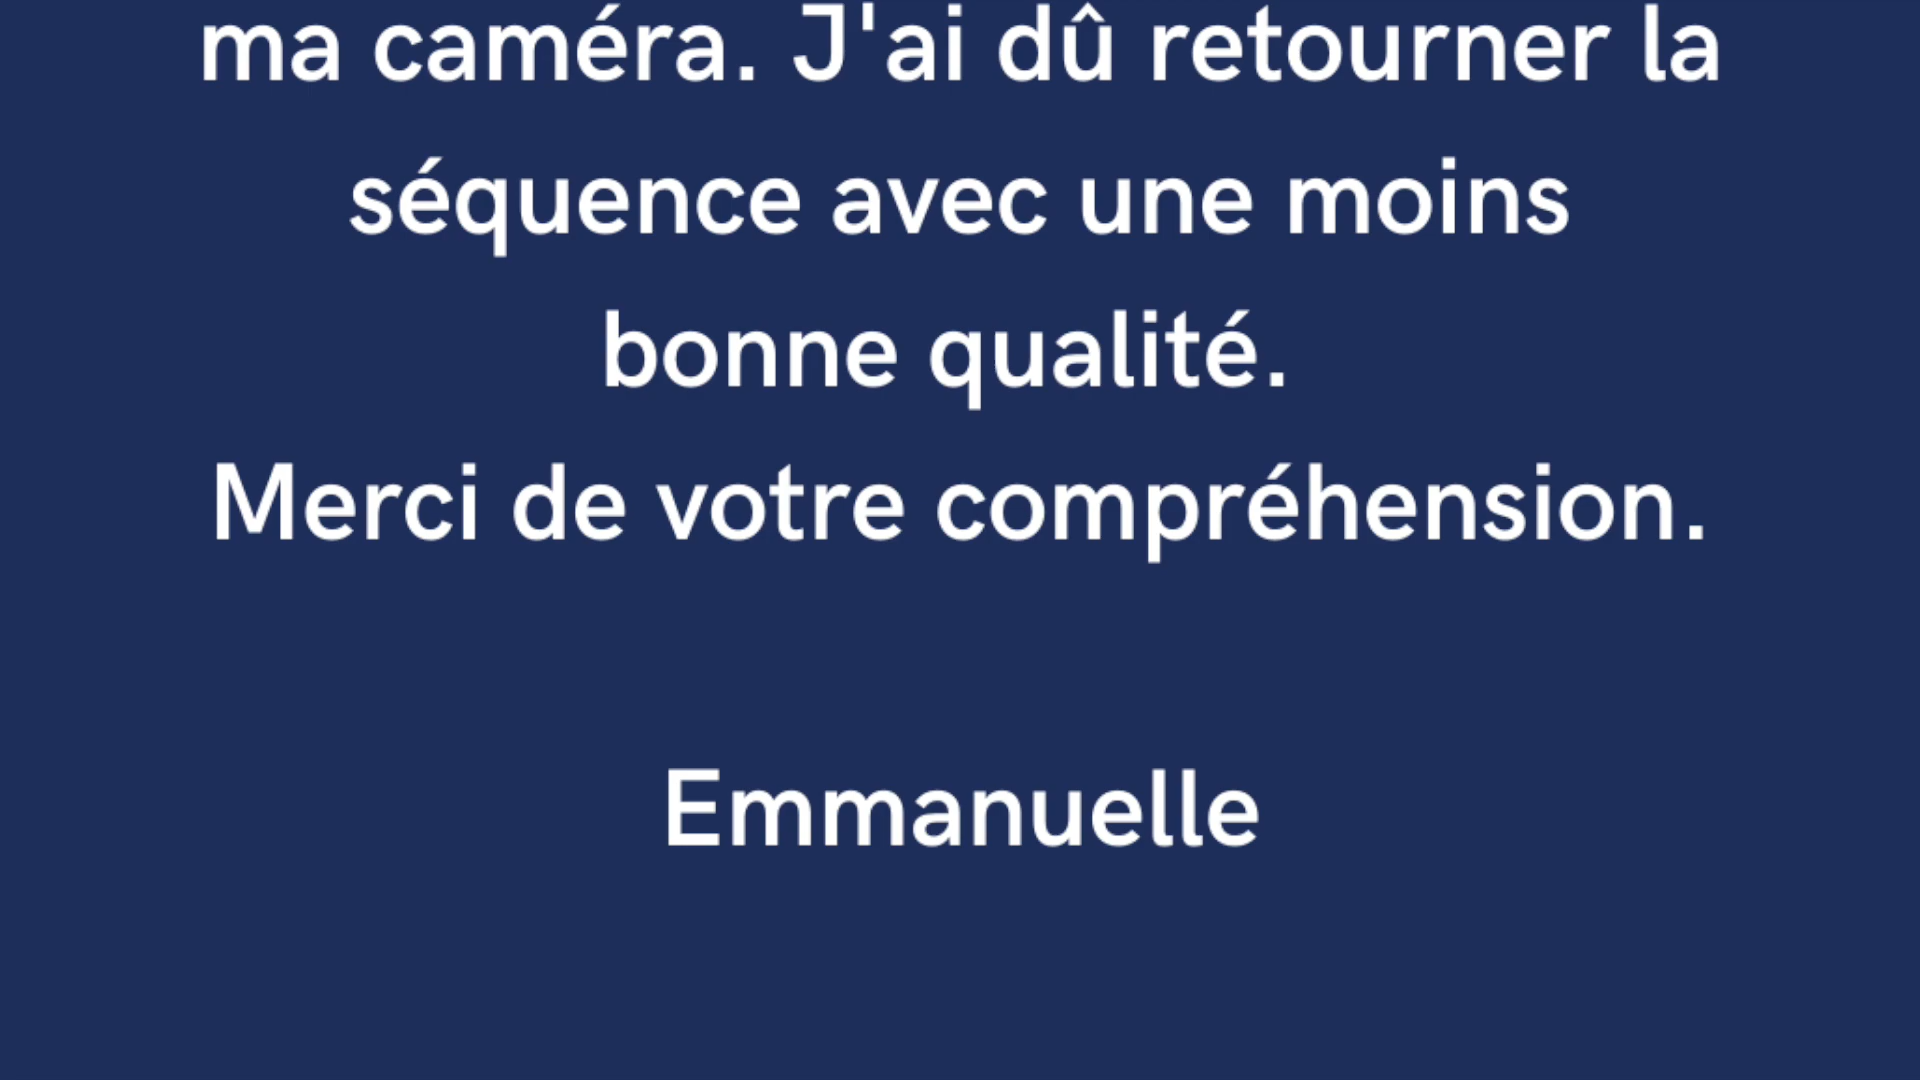 ma caméra. J'ai dû retourner la
séquence avec une moins
bonne qualité.
Merci de votre compréhension.
Emmanuelle